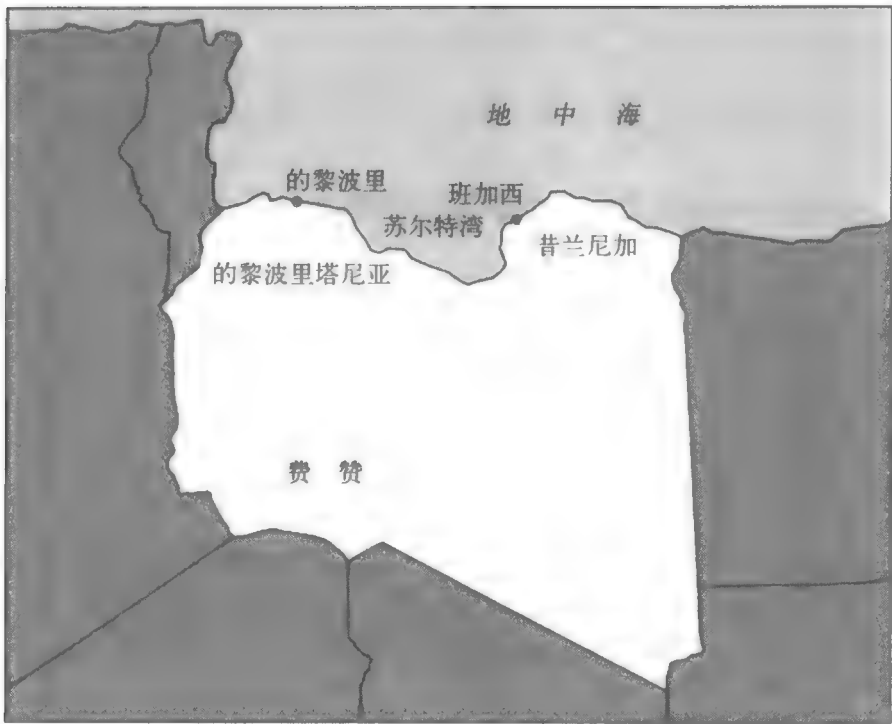 地 中 海
的黎波里
班加西
苏尔特湾
昔兰尼加
的黎波里塔尼亚
费 赞